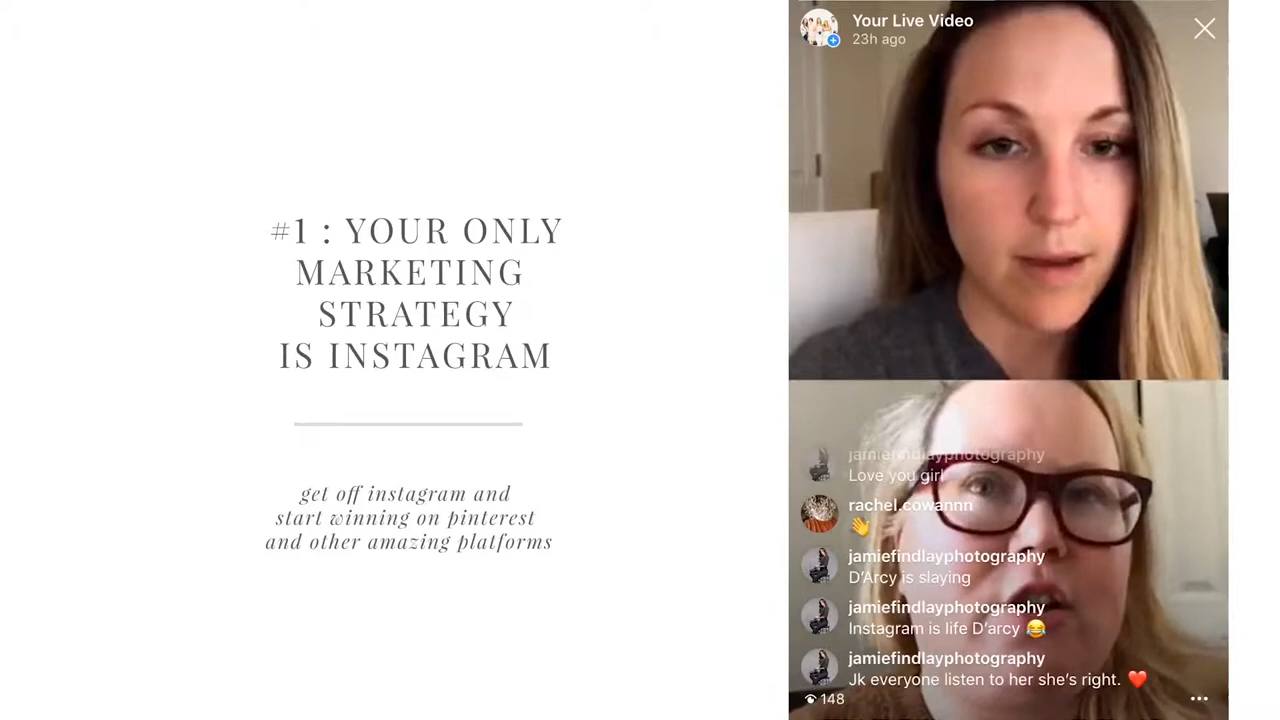 #1 : YOUR ONLY
MARKETING
STRATEGY
IS INSTAGRAM
get off instagram and
start winning on pinterest
and other amazing platforms
Your Live Video
23h ago
jamiefindlayphotography
Love you girl
rachel.cowannn
👋
jamiefindlayphotography
D'Arcy is slaying
jamiefindlayphotography
Instagram is life D'arcy 😂
jamiefindlayphotography
Jk everyone listen to her she's right. ❤️
148